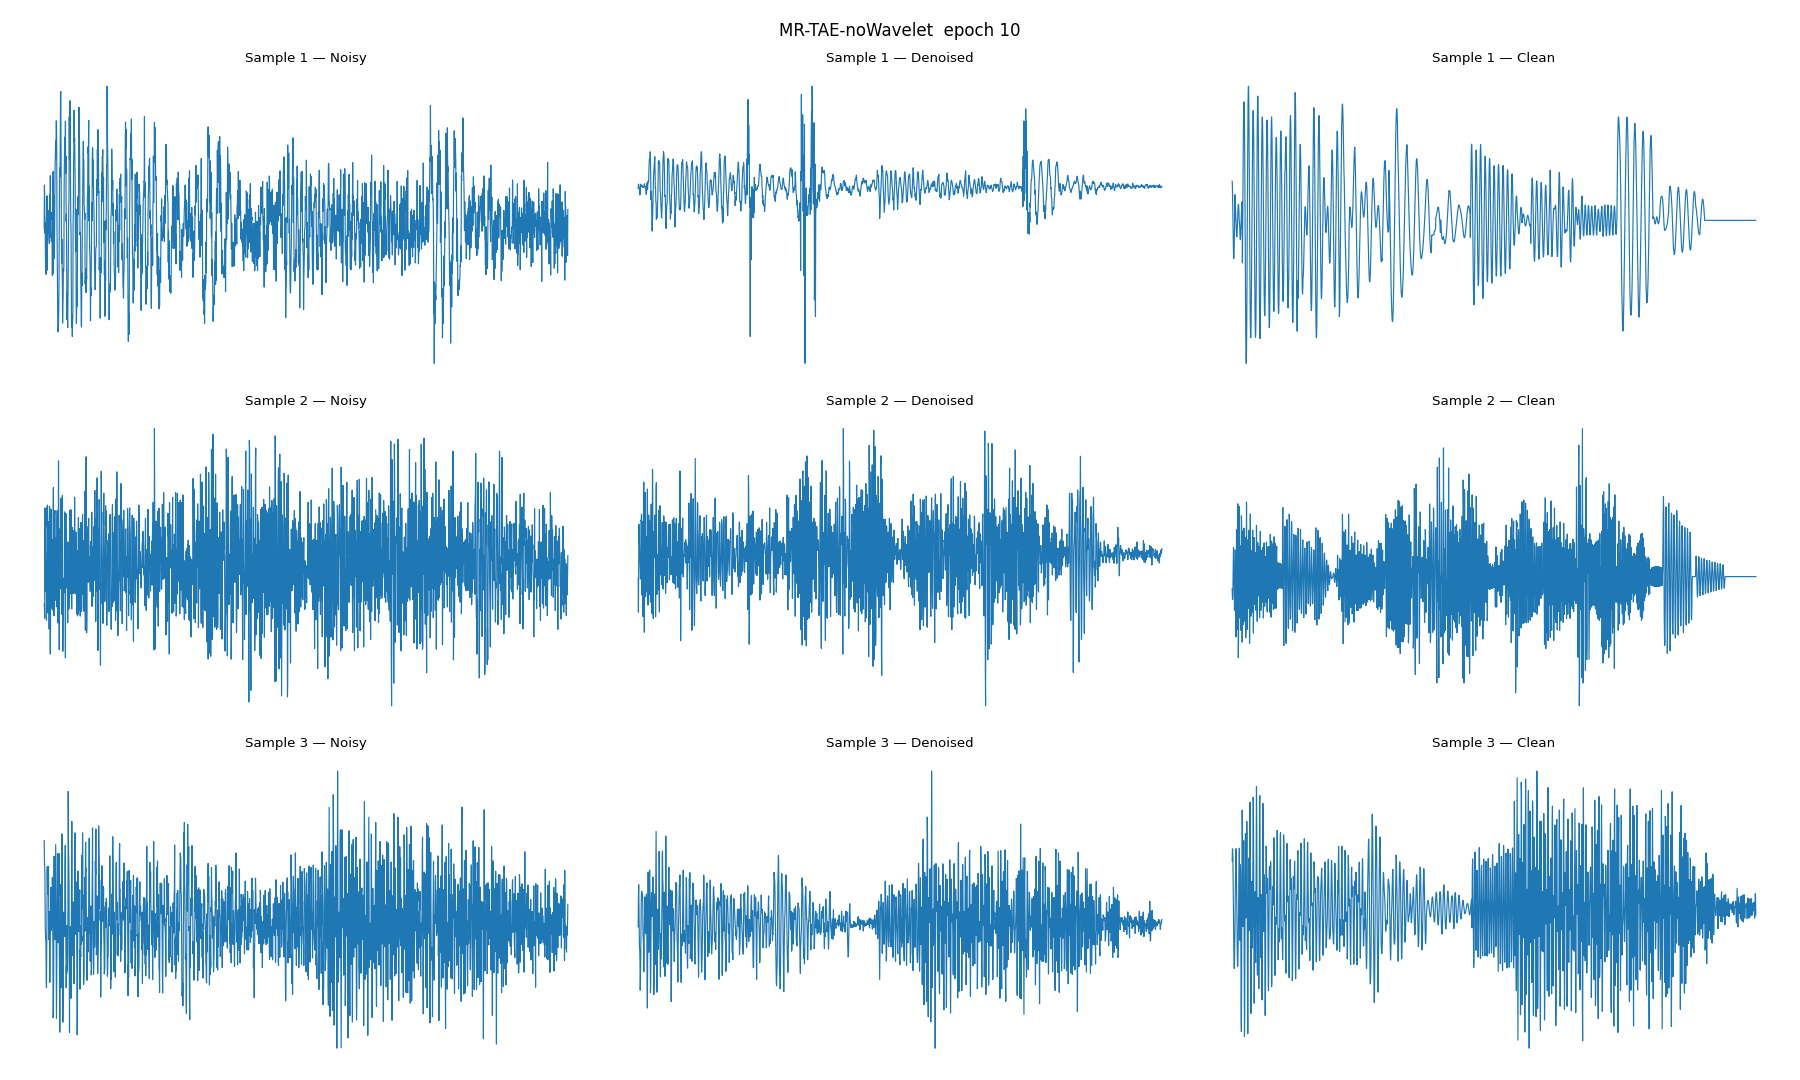 MR-TAE-noWavelet  epoch 10
Sample 1 — Noisy
Sample 1 — Denoised
Sample 1 — Clean
Sample 2 — Noisy
Sample 2 — Denoised
Sample 2 — Clean
Sample 3 — Noisy
Sample 3 — Denoised
Sample 3 — Clean